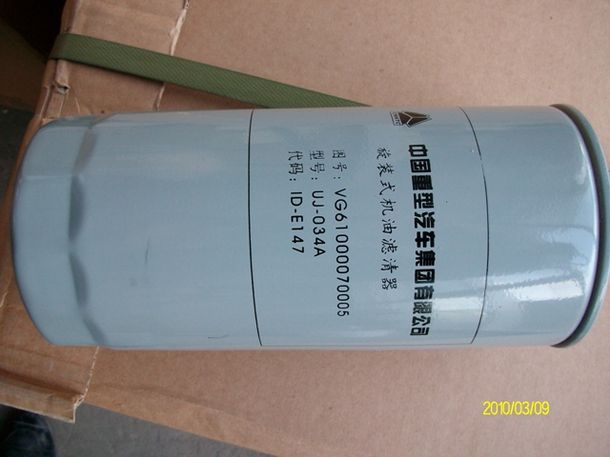 中国重型汽车集团有限公司
旋装式机油滤清器
图号：VG61000070005
型号：UJ-034A
代码：ID-E147
2010/03/09